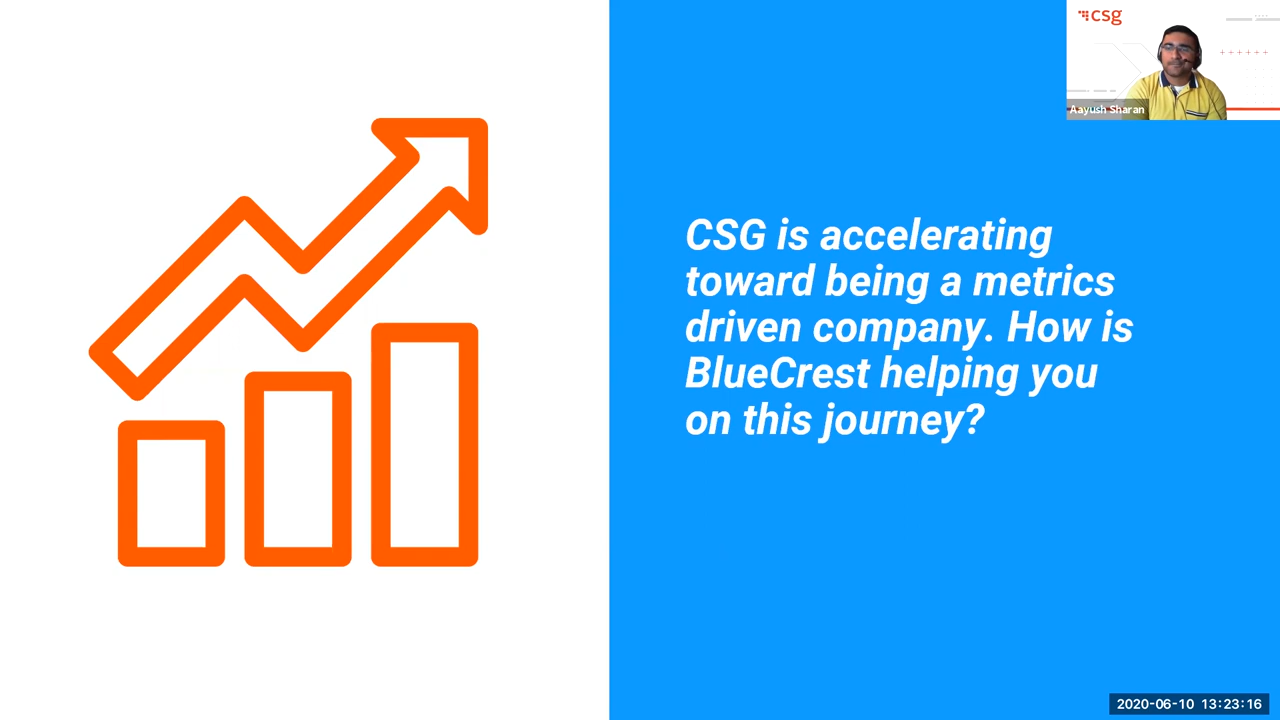 csg
Aayush Sharan
CSG is accelerating
toward being a metrics
driven company. How is
BlueCrest helping you
on this journey?
2020-06-10 13:23:16